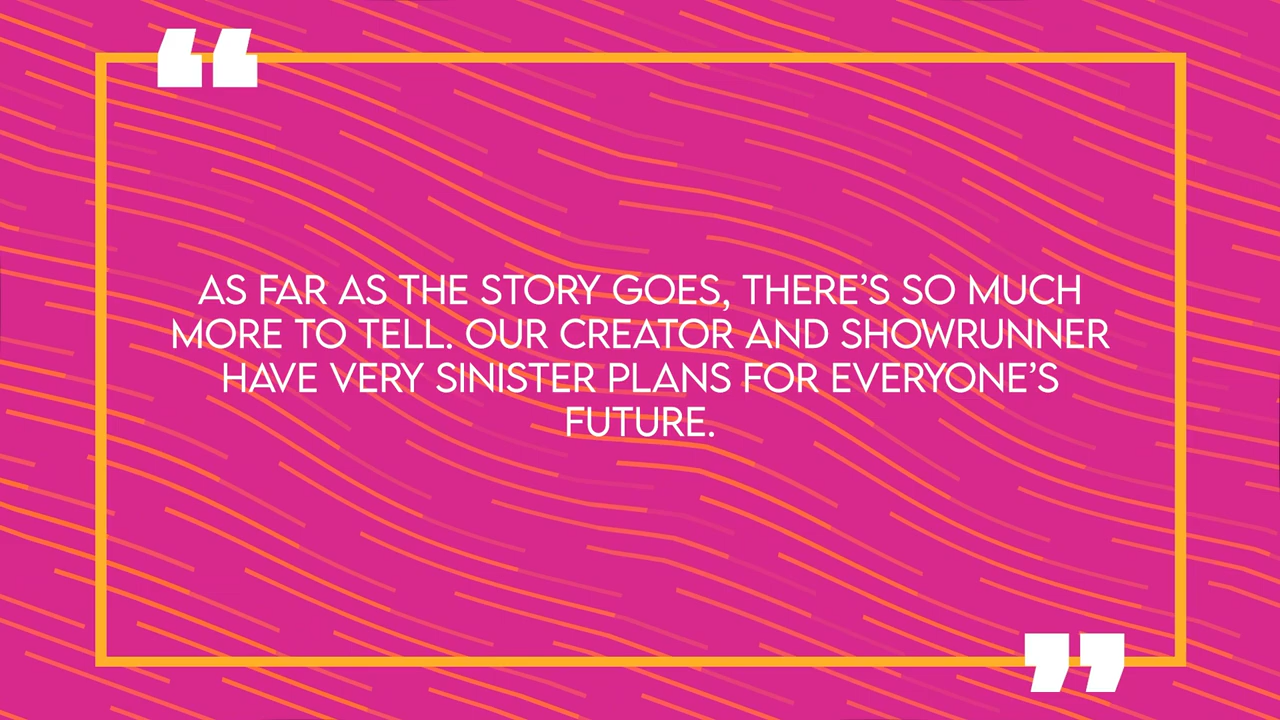 “
AS FAR AS THE STORY GOES, THERE’S SO MUCH
MORE TO TELL. OUR CREATOR AND SHOWRUNNER
HAVE VERY SINISTER PLANS FOR EVERYONE’S
FUTURE.
”